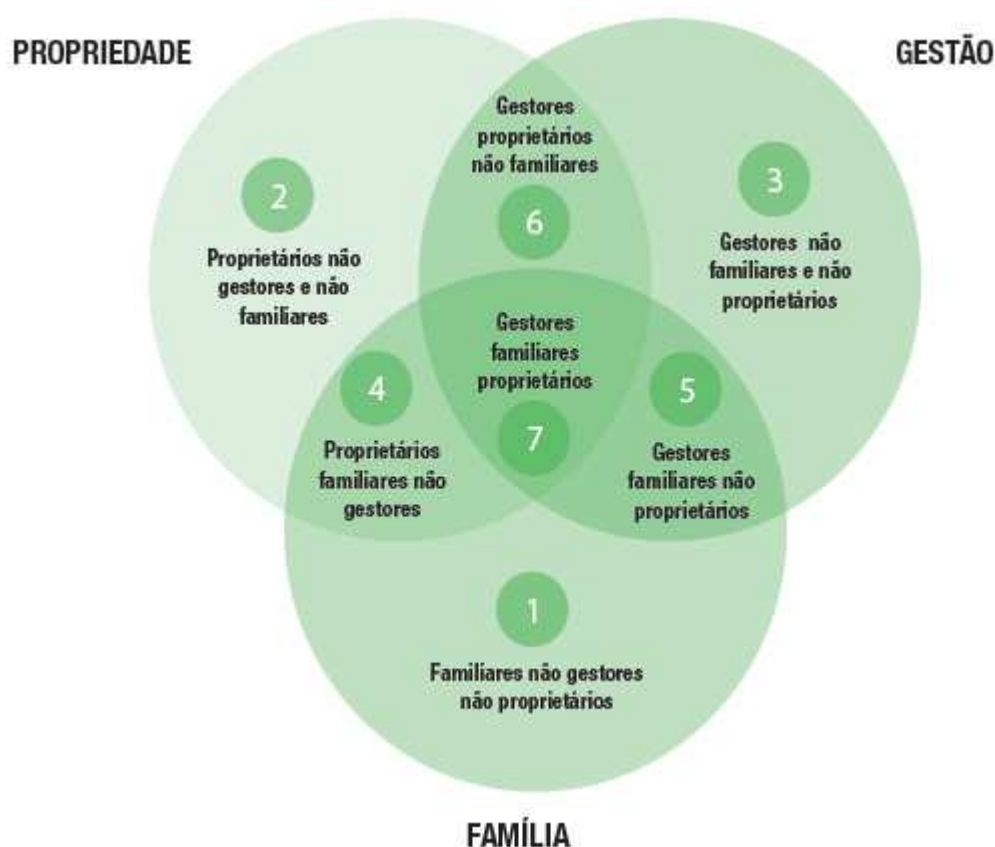 PROPRIEDADE
GESTÃO
Gestores
proprietários
não familiares
6
2
Proprietários não
gestores e não
familiares
3
Gestores não
familiares e não
proprietários
Gestores
familiares
proprietários
7
4
Proprietários
familiares não
gestores
5
Gestores
familiares não
proprietários
1
Familiares não gestores
não proprietários
FAMÍLIA